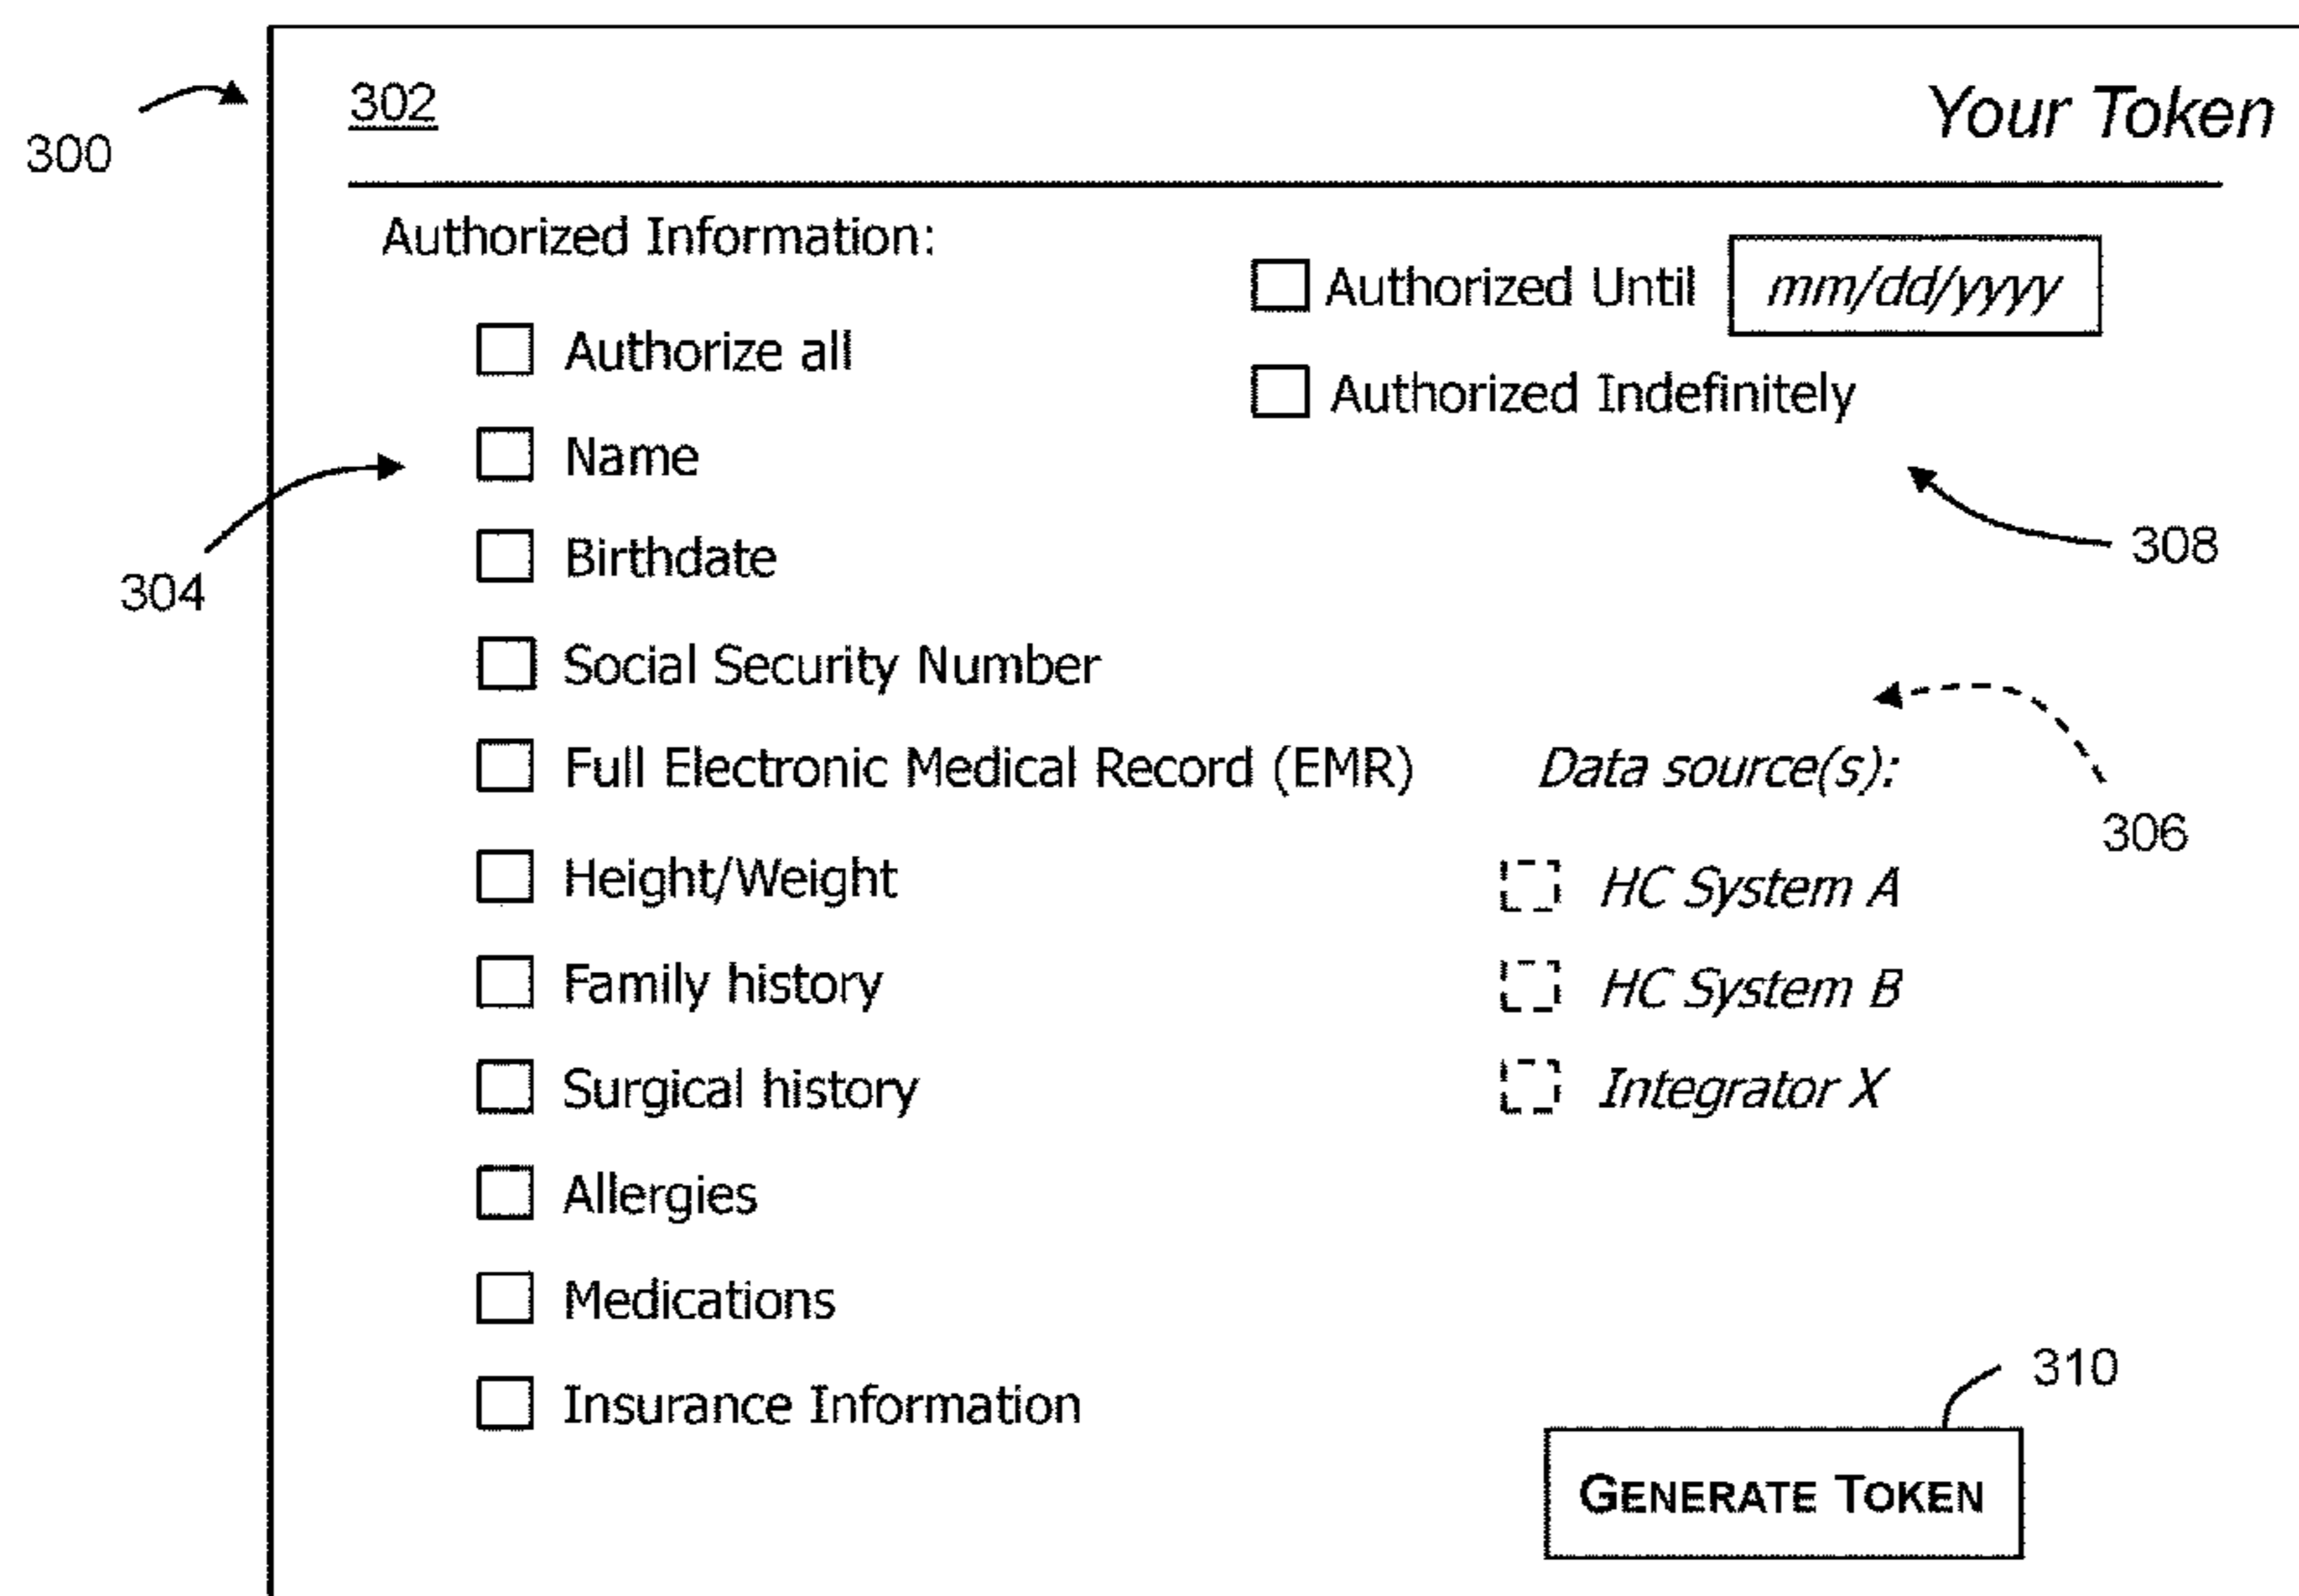 302
Your Token
300
Authorized Information:
Authorized Until mm/dd/yyyy
Authorize all
Authorized Indefinitely
Name
304
Birthdate
308
Social Security Number
Full Electronic Medical Record (EMR)
Data source(s):
306
Height/Weight
HC System A
Family history
HC System B
Surgical history
Integrator X
Allergies
Medications
310
Insurance Information
GENERATE TOKEN